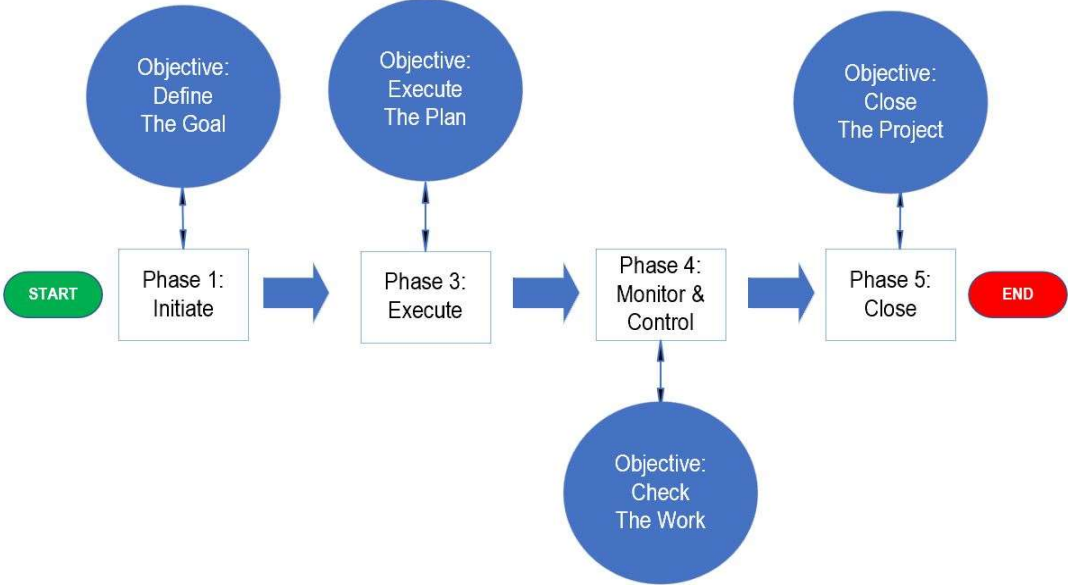 Objective:
Define
The Goal
Objective:
Execute
The Plan
Objective:
Close
The Project
START
Phase 1:
Initiate
Phase 3:
Execute
Phase 4:
Monitor &
Control
Phase 5:
Close
END
Objective:
Check
The Work